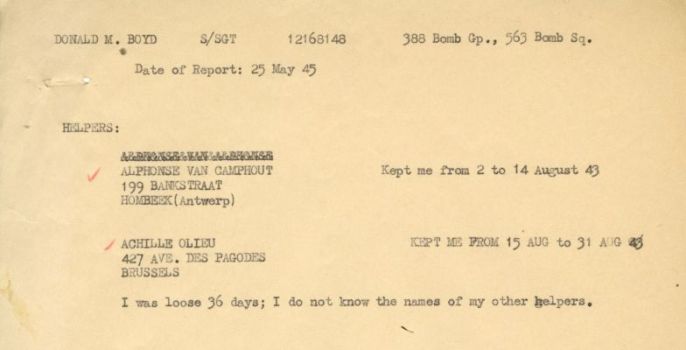 DONALD M. BOYD S/SGT 12168148 388 Bomb Gp., 563 Bomb Sq.
Date of Report: 25 May 45
HELPERS:
ALPHONSE VAN CAMPHOUT Kept me from 2 to 14 August 43
199 BANKSTRAAT
HOMBEEK(Antwerp)
ACHILLE OLIEU KEPT ME FROM 15 AUG to 31 AUG 43
427 AVE. DES PAGODES
BRUSSELS
I was loose 36 days; I do not know the names of my other helpers.